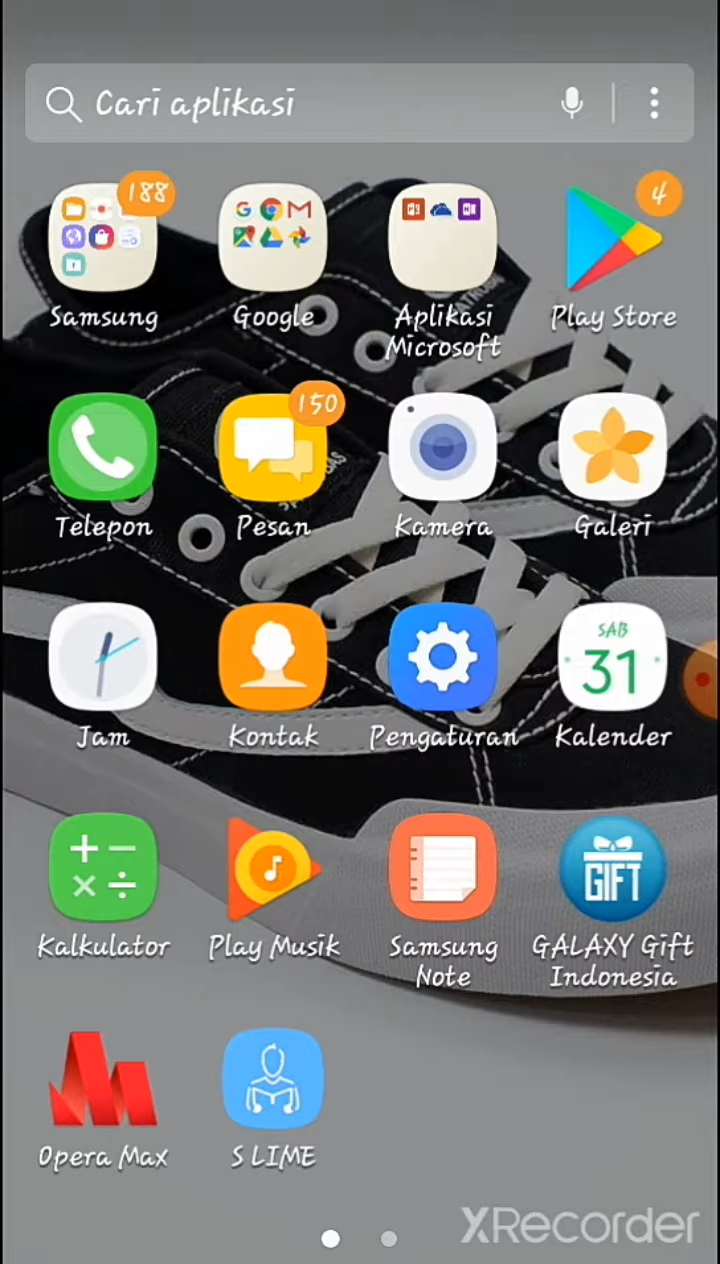 Cari aplikasi
188
4
Samsung
Google
Aplikasi
Microsoft
Play Store
150
Telepon
Pesan
Kamera
Galeri
SAB
31
Jam
Kontak
Pengaturan
Kalender
Kalkulator
Play Musik
Samsung
Note
GIFT
GALAXY Gift
Indonesia
Opera Max
S LIME
XRecorder